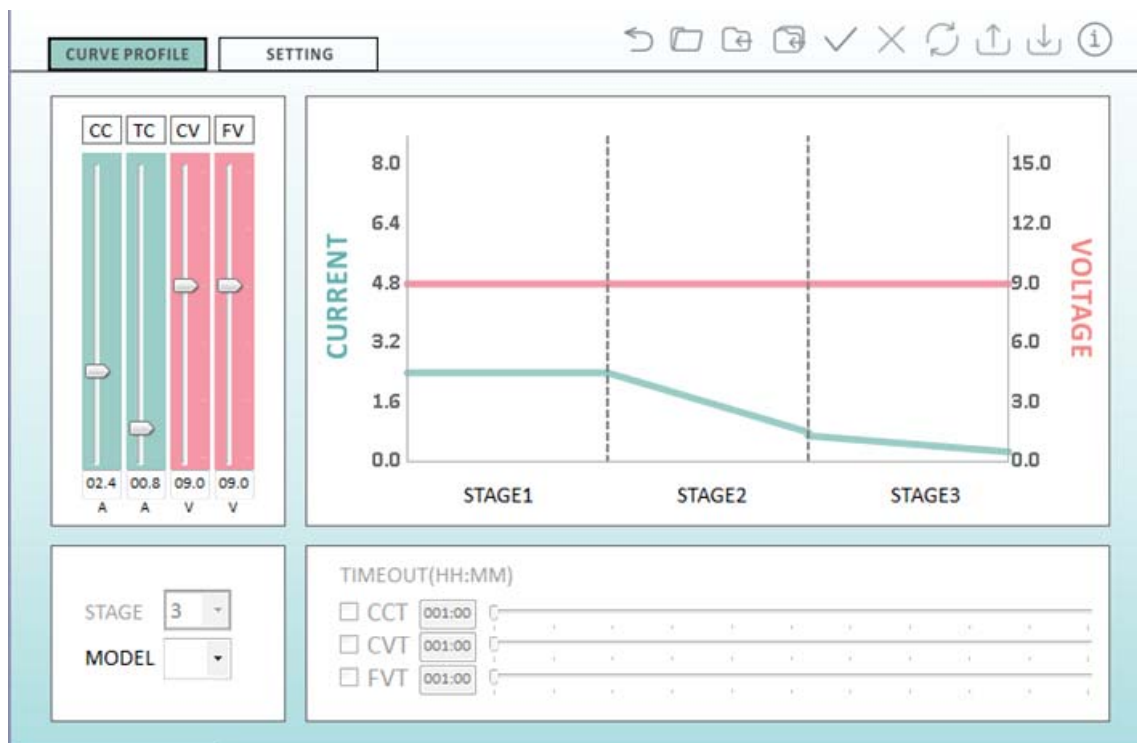 CURVE PROFILE SETTING
CC TC CV FV
02.4 00.8 09.0 09.0
A A V V
CURRENT
8.0
6.4
4.8
3.2
1.6
0.0
15.0
12.0
9.0
6.0
3.0
0.0
VOLTAGE
STAGE1 STAGE2 STAGE3
STAGE 3
MODEL
TIMEOUT(HH:MM)
CCT 001:00
CVT 001:00
FVT 001:00